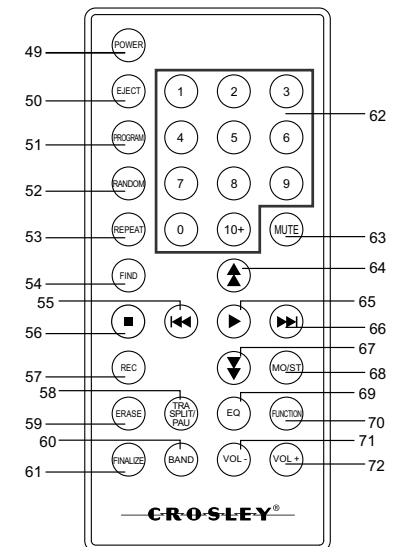 49 POWER
50 EJECT 1 2 3
62
51 PROGRAM 4 5 6
52 RANDOM 7 8 9
53 REPEAT 0 10+ MUTE 63
54 FIND 64
55 65
56 66
67
57 REC MO/ST 68
58 TRA
SPLIT/
PAU
69
59 ERASE EQ FUNCTION 70
60 71
61 FINALIZE BAND VOL - VOL + 72
CROSLEY®